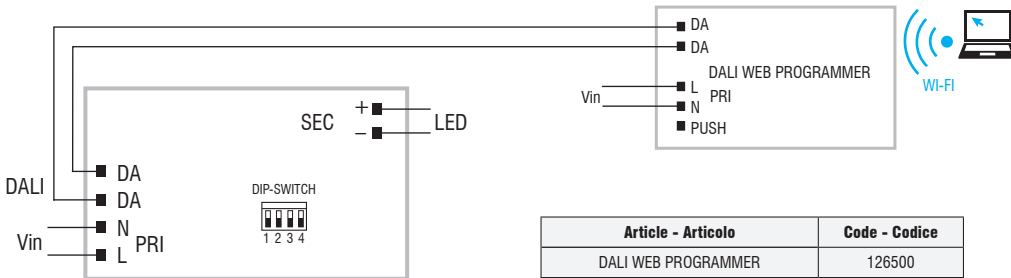 DA
DA
DALI WEB PROGRAMMER
L
PRI
Vin
N
PUSH
WI-FI
+
SEC
LED
–
DA
DALI
DA
DIP-SWITCH
1 2 3 4
N
PRI
Vin
L
Article - Articolo Code - Codice
DALI WEB PROGRAMMER 126500